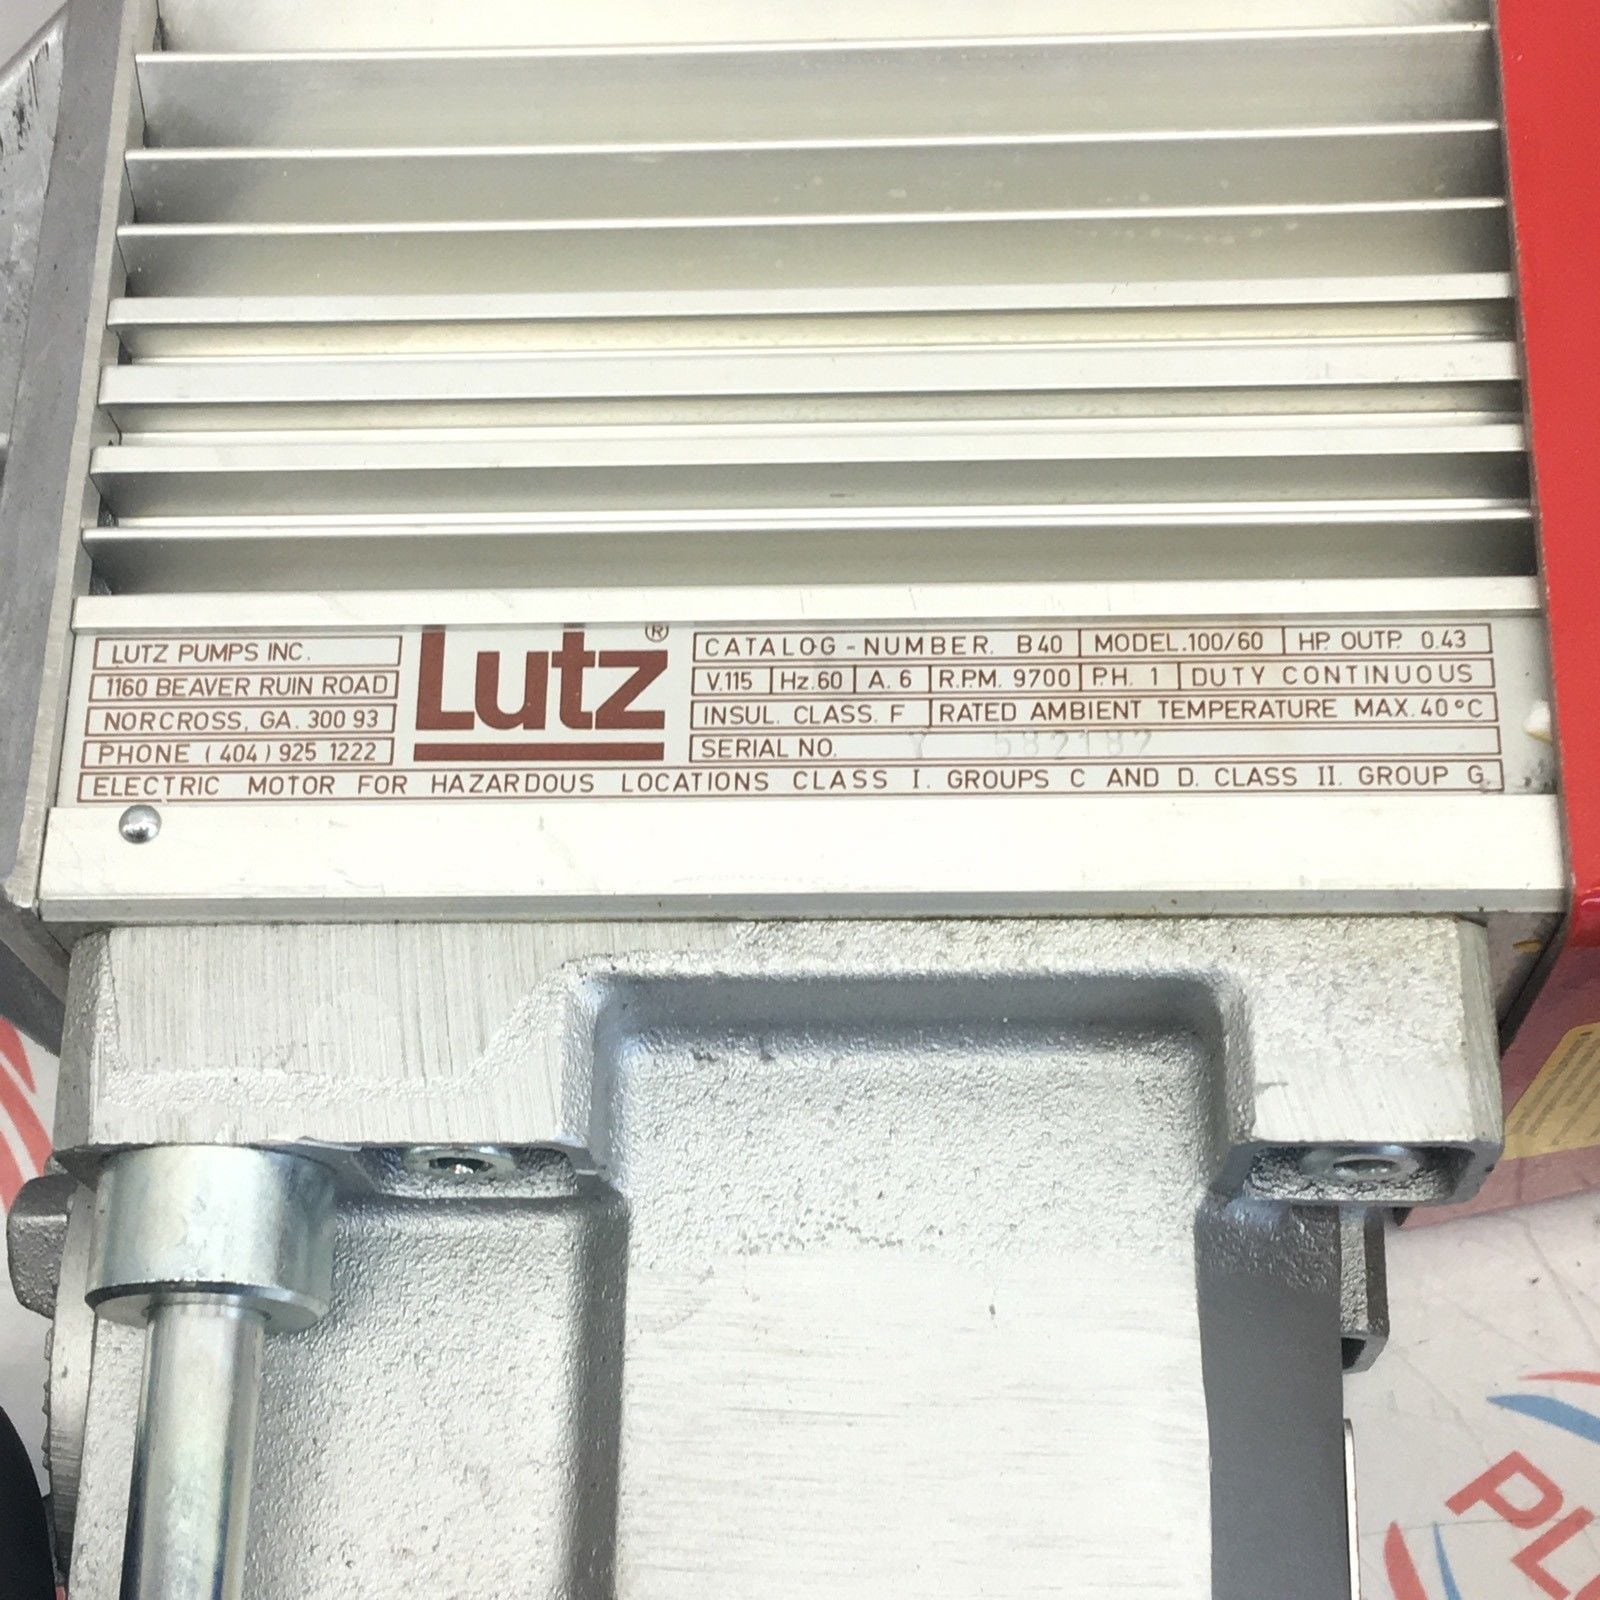 LUTZ PUMPS INC.
1160 BEAVER RUIN ROAD
NORCROSS, GA. 300 93
PHONE (404) 925 1222
Lutz®
CATALOG-NUMBER. B40 MODEL.100/60 HP. OUTP. 0.43
V.115 Hz.60 A. 6 R.P.M. 9700 P.H. 1 DUTY CONTINUOUS
INSUL. CLASS. F RATED AMBIENT TEMPERATURE MAX. 40°C
SERIAL NO. 582182
ELECTRIC MOTOR FOR HAZARDOUS LOCATIONS CLASS I. GROUPS C AND D. CLASS II. GROUP G.